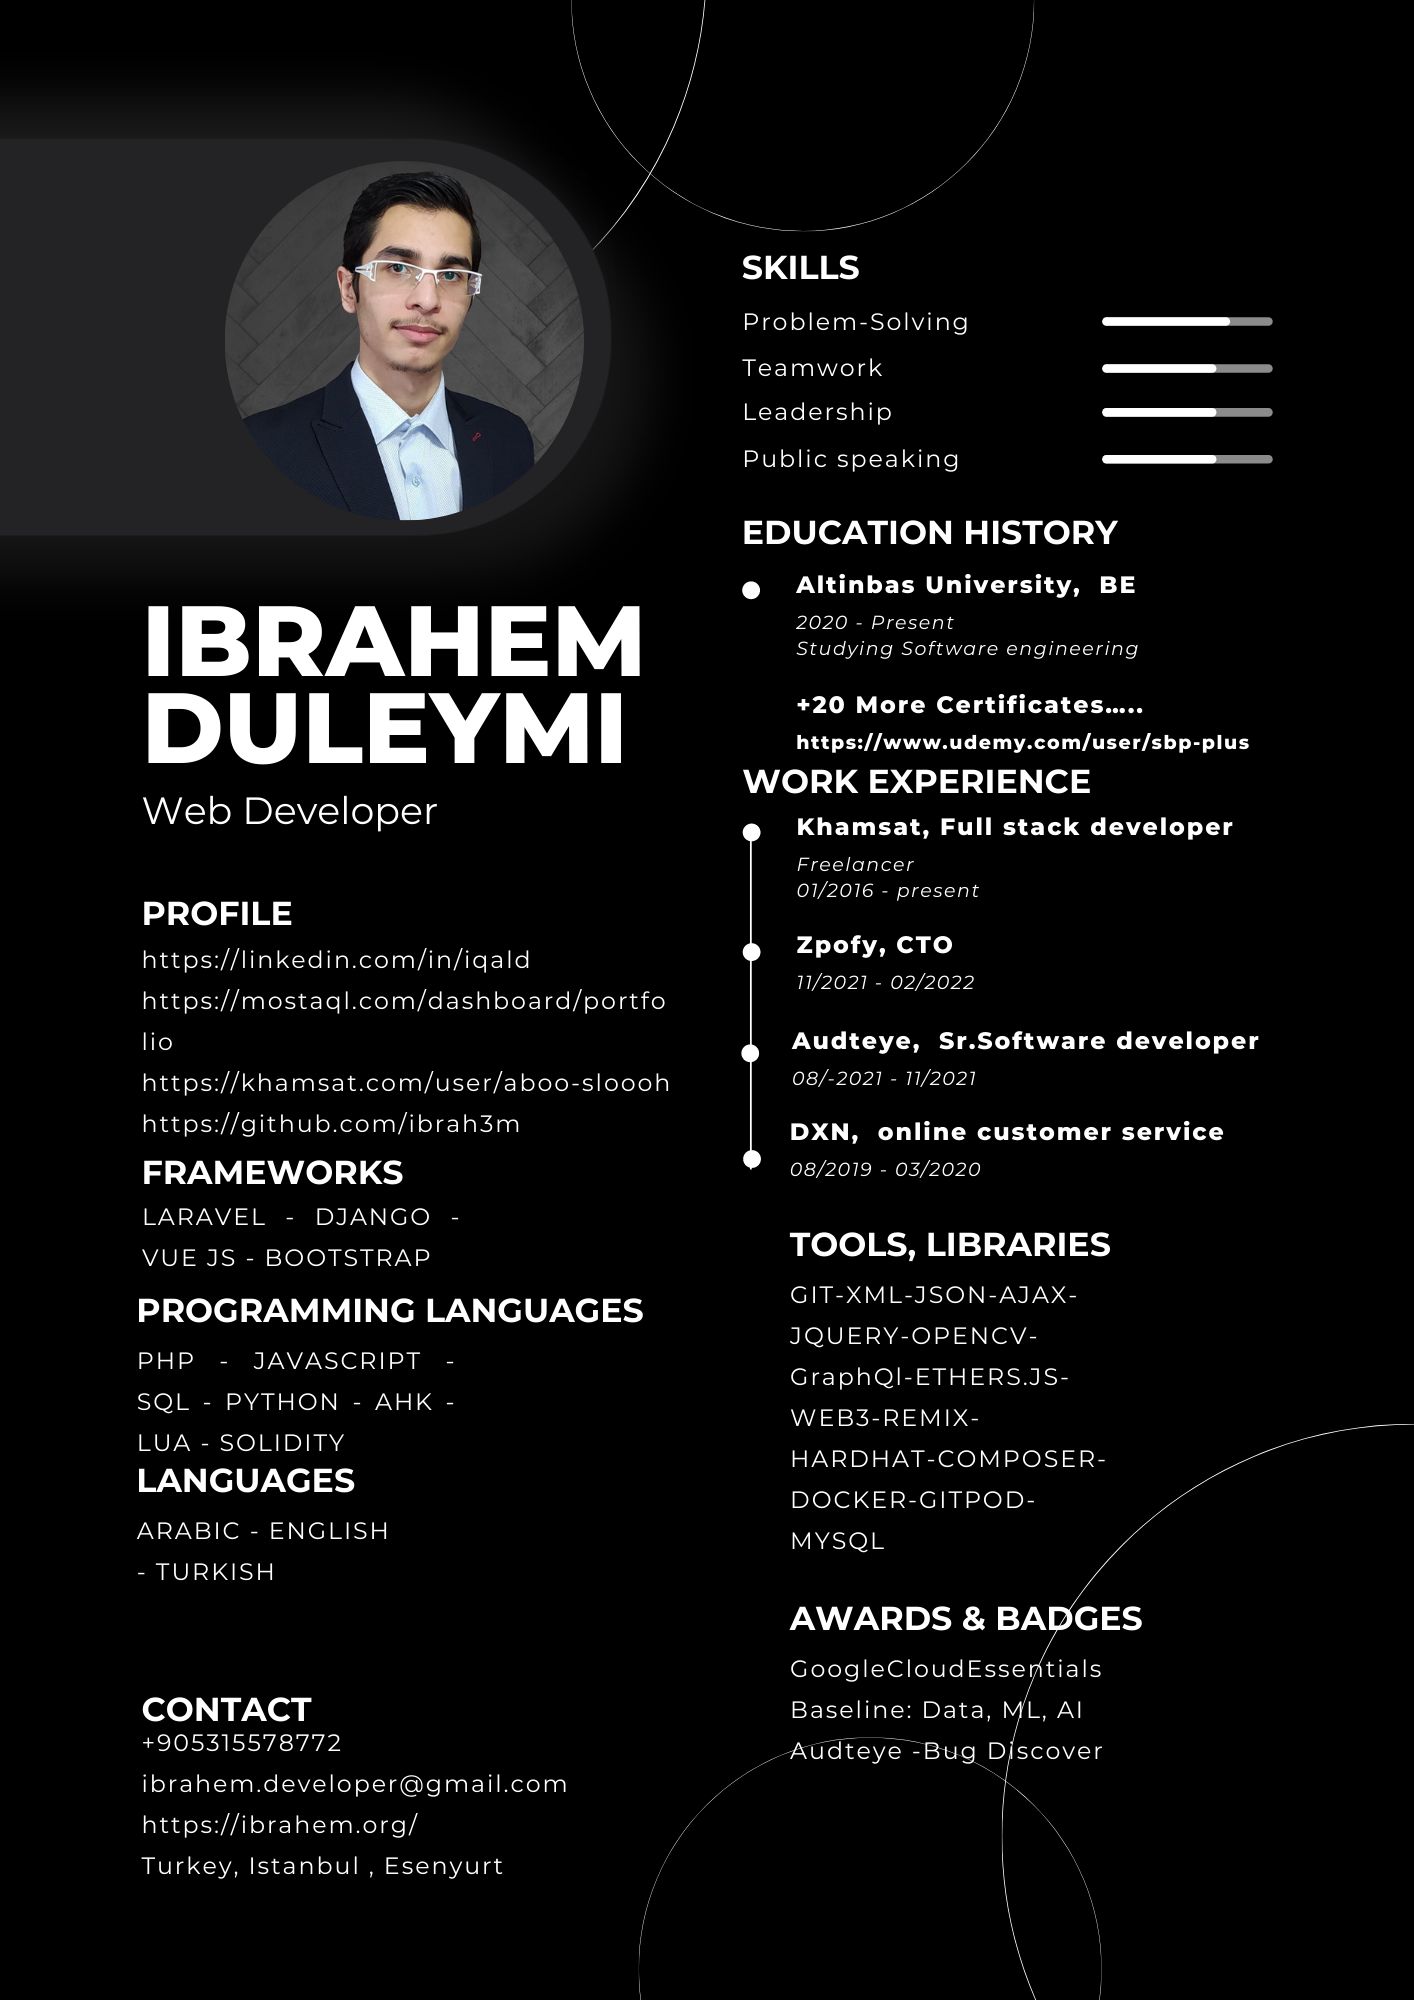 IBRAHEM
DULEYMI
Web Developer
PROFILE
https://linkedin.com/in/iqald
https://mostaql.com/dashboard/portfo
lio
https://khamsat.com/user/aboo-sloooh
https://github.com/ibrah3m
FRAMEWORKS
LARAVEL - DJANGO -
VUE JS - BOOTSTRAP
PROGRAMMING LANGUAGES
PHP - JAVASCRIPT -
SQL - PYTHON - AHK -
LUA - SOLIDITY
LANGUAGES
ARABIC - ENGLISH
- TURKISH
CONTACT
+905315578772
ibrahem.developer@gmail.com
https://ibrahem.org/
Turkey, Istanbul , Esenyurt
SKILLS
Problem-Solving
Teamwork
Leadership
Public speaking
EDUCATION HISTORY
Altinbas University,  BE
2020 - Present
Studying Software engineering
+20 More Certificates.....
https://www.udemy.com/user/sbp-plus
WORK EXPERIENCE
Khamsat, Full stack developer
Freelancer
01/2016 - present
Zpofy, CTO
11/2021 - 02/2022
Audteye,  Sr.Software developer
08/-2021 - 11/2021
DXN,  online customer service
08/2019 - 03/2020
TOOLS, LIBRARIES
GIT-XML-JSON-AJAX-
JQUERY-OPENCV-
GraphQl-ETHERS.JS-
WEB3-REMIX-
HARDHAT-COMPOSER-
DOCKER-GITPOD-
MYSQL
AWARDS & BADGES
GoogleCloudEssentials
Baseline: Data, ML, AI
Audteye -Bug Discover